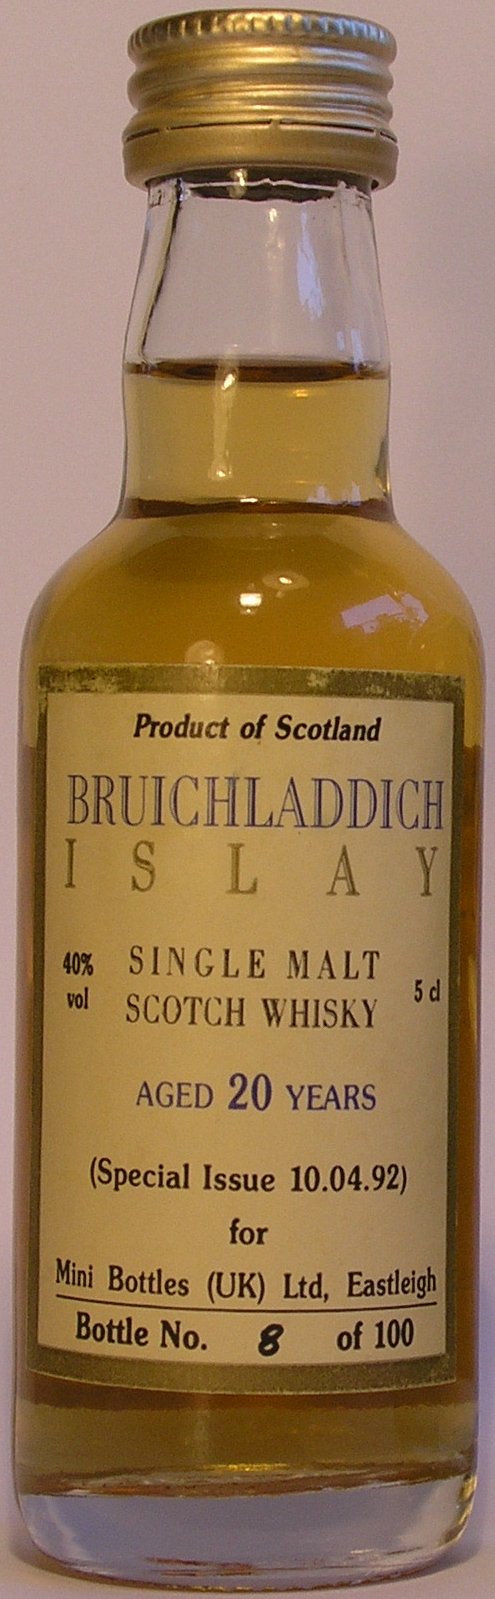 Product of Scotland
BRUICHLADDICH
ISLAY
40% vol
SINGLE MALT
SCOTCH WHISKY
5 cl
AGED 20 YEARS
(Special Issue 10.04.92)
for
Mini Bottles (UK) Ltd, Eastleigh
Bottle No. 8 of 100